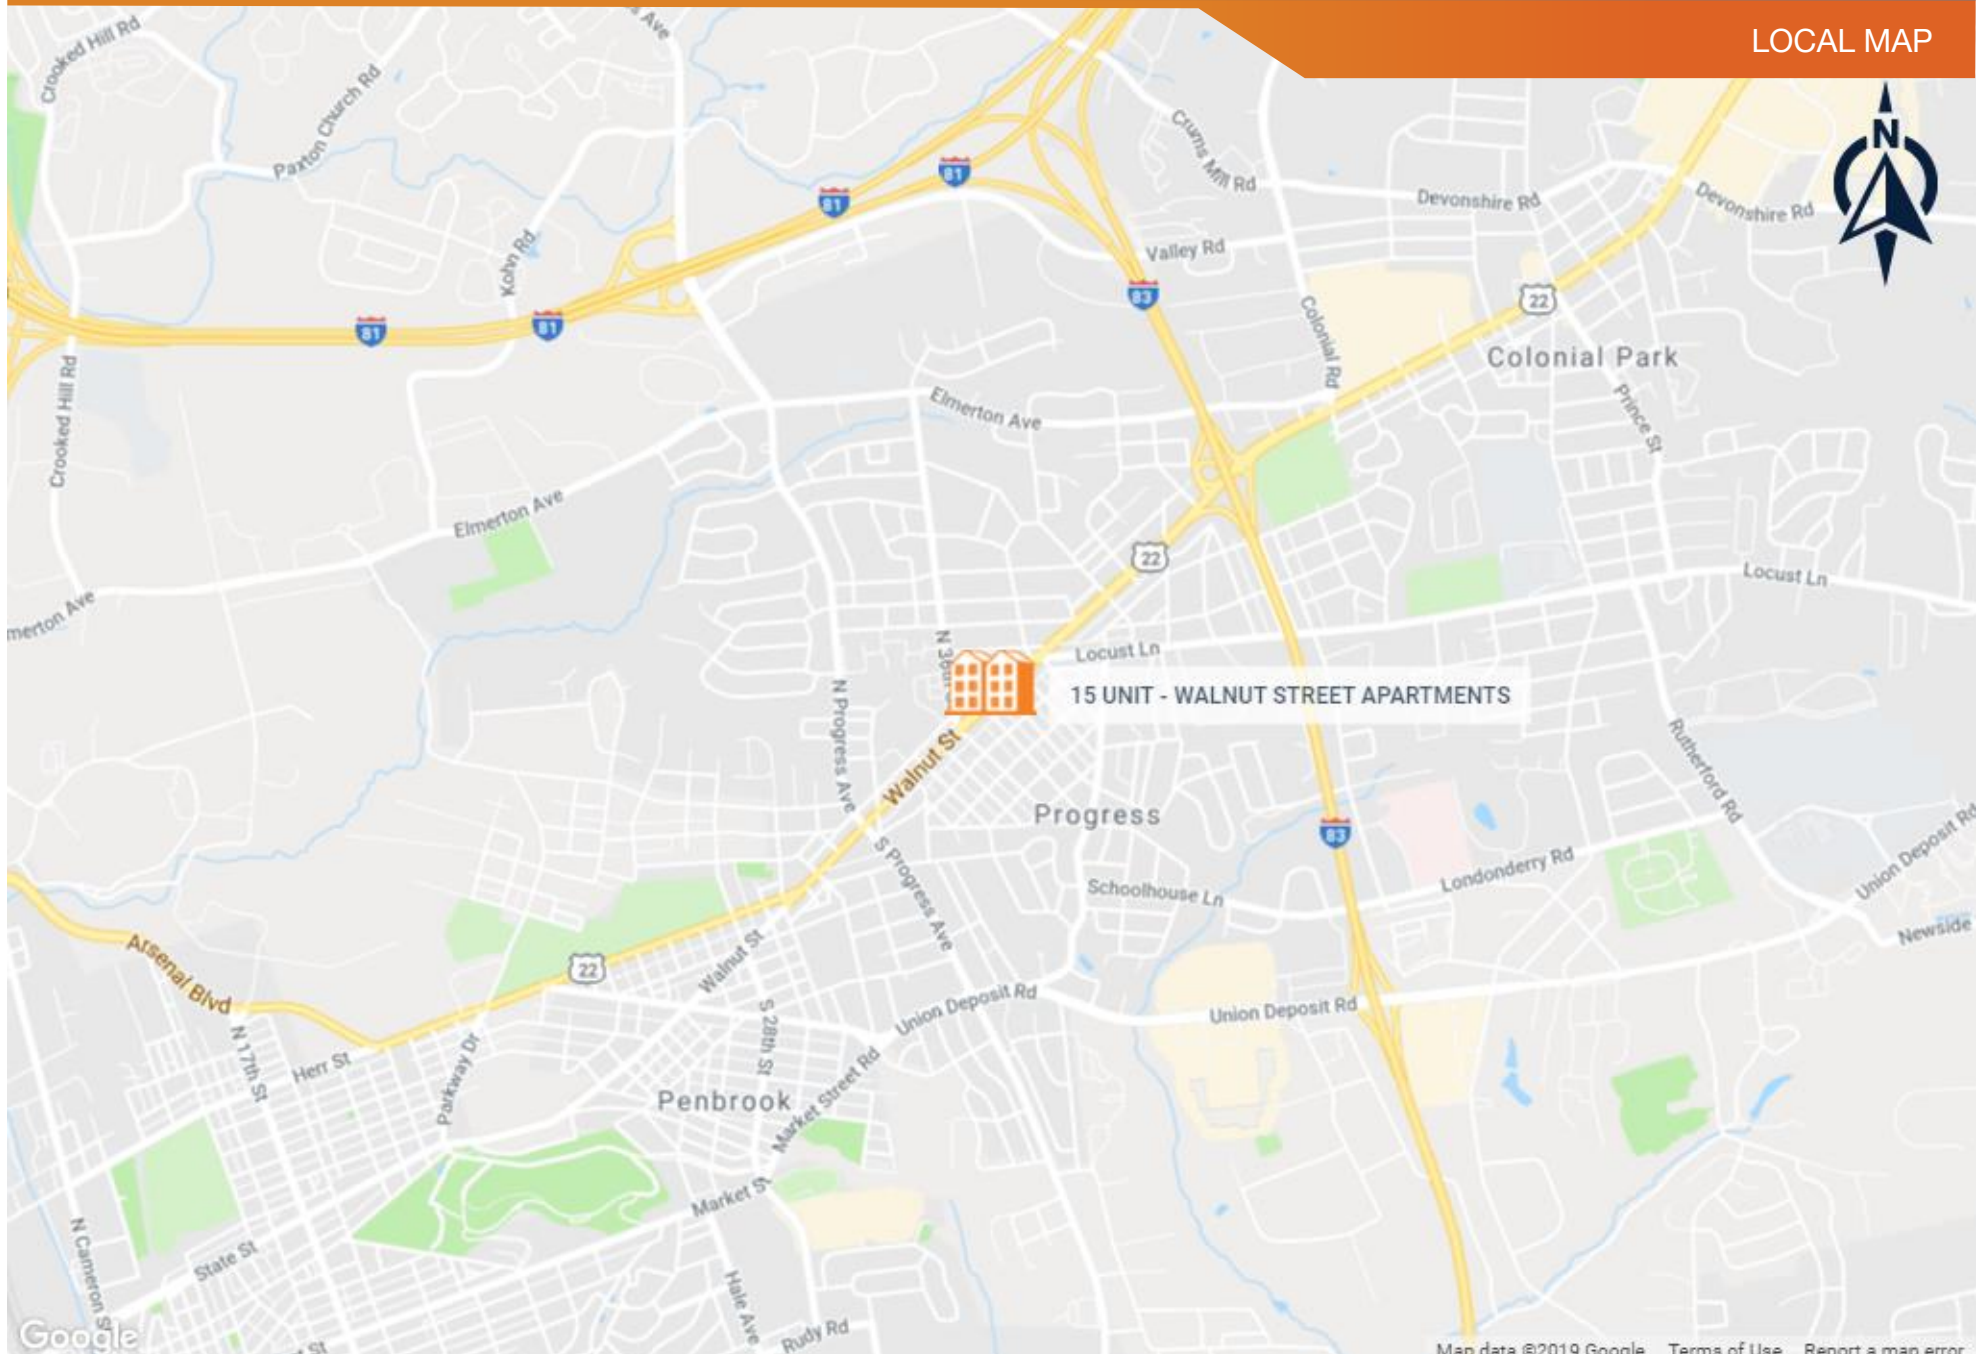 LOCAL MAP
Crooked Hill Rd
Ave
Paxton Church Rd
N
Crums Mill Rd
81
81
Devonshire Rd
Devonshire Rd
Kohn Rd
Valley Rd
83
22
81
81
Colonial Rd
Colonial Park
Crooked Hill Rd
Elmerton Ave
Prince St
Elmerton Ave
22
Locust Ln
merton Ave
Locust Ln
15 UNIT - WALNUT STREET APARTMENTS
N Progress Ave
Walnut St
Rutherford Rd
Progress
83
S Progress Ave
Londonderry Rd
Union Deposit Rd
Schoolhouse Ln
Newside
Arsenal Blvd
22
Walnut St
Union Deposit Rd
Union Deposit Rd
S 28th St
N 17th St
Herr St
Parkway Dr
Penbrook
Market Street Rd
Market St
N Cameron St
State St
Hale Ave
Rudy Rd
Google
St
Map data ©2019 Google Terms of Use Report a map error